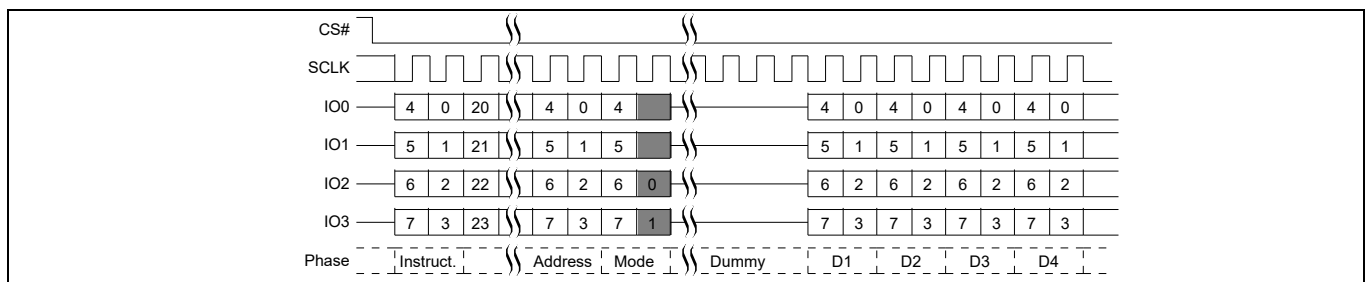 CS#
SCLK
IO0 4 0 20 4 0 4 4 0 4 0 4 0 4 0
IO1 5 1 21 5 1 5 5 1 5 1 5 1 5 1
IO2 6 2 22 6 2 6 0 6 2 6 2 6 2 6 2
IO3 7 3 23 7 3 7 1 7 3 7 3 7 3 7 3
Phase Instruct. Address Mode Dummy D1 D2 D3 D4